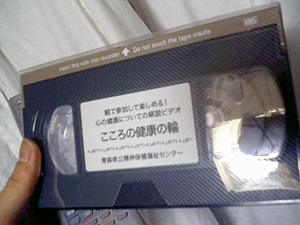 Insert this side into recorder ↑ Do not touch the tape inside
VHS
観て参加して楽しめる！
心の健康についての解説ビデオ
こころの健康の輪
青森県立精神保健福祉センター